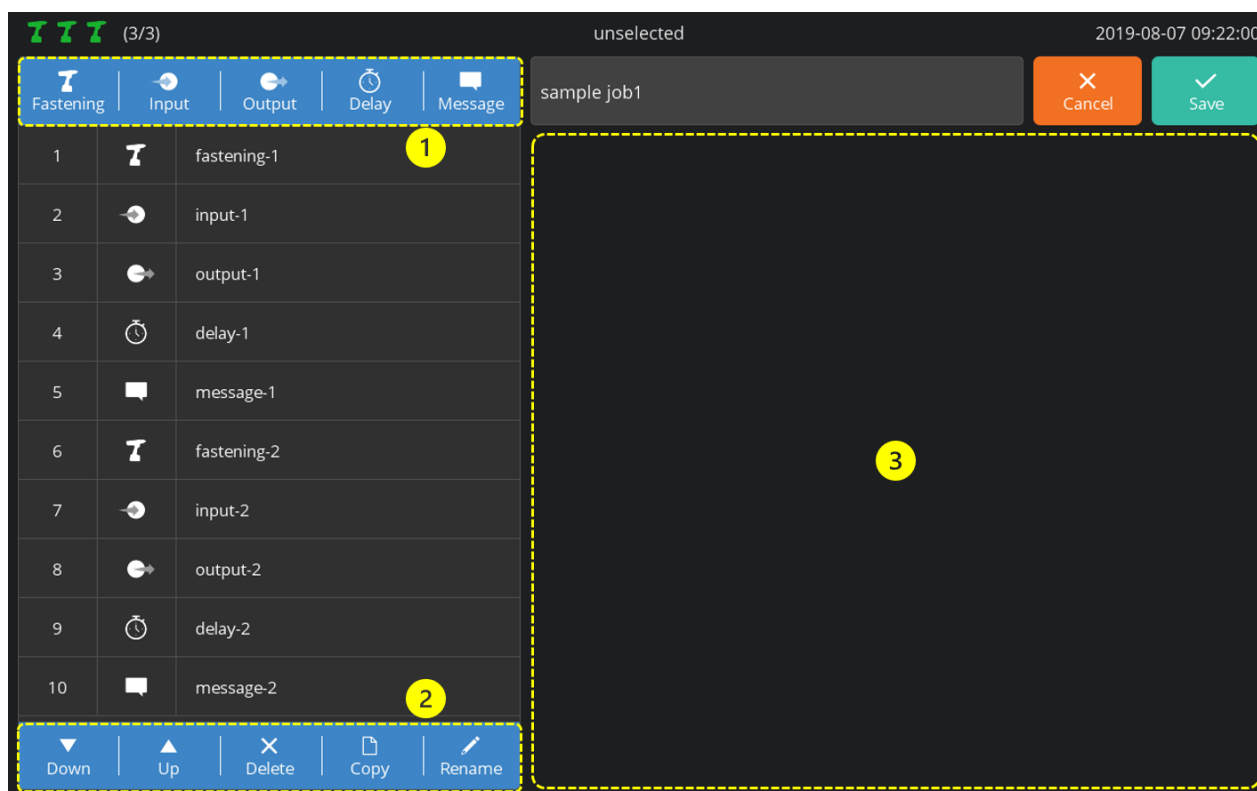 (3/3) unselected 2019-08-07 09:22:00
Fastening Input Output Delay Message
sample job1
Cancel Save
1
1 fastening-1
2 input-1
3 output-1
4 delay-1
5 message-1
6 fastening-2
7 input-2
8 output-2
9 delay-2
10 message-2
2
3
Down Up Delete Copy Rename